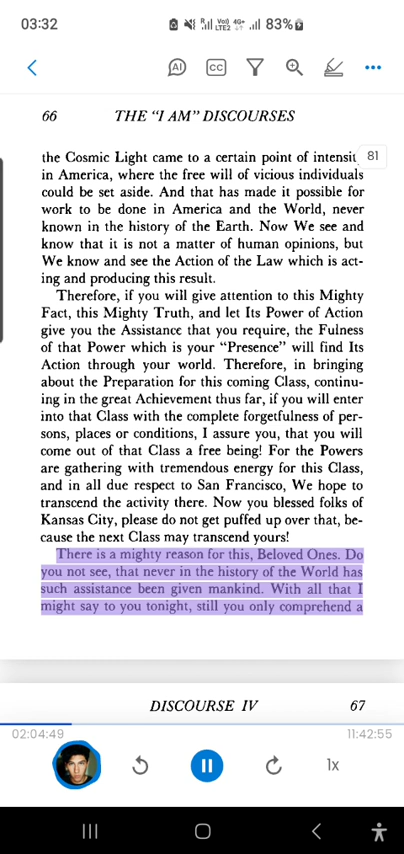 03:32
83%
AI CC
66 THE “I AM” DISCOURSES
81
the Cosmic Light came to a certain point of intensit
in America, where the free will of vicious individuals
could be set aside. And that has made it possible for
work to be done in America and the World, never
known in the history of the Earth. Now We see and
know that it is not a matter of human opinions, but
We know and see the Action of the Law which is act-
ing and producing this result.
Therefore, if you will give attention to this Mighty
Fact, this Mighty Truth, and let Its Power of Action
give you the Assistance that you require, the Fulness
of that Power which is your “Presence” will find Its
Action through your world. Therefore, in bringing
about the Preparation for this coming Class, continu-
ing in the great Achievement thus far, if you will enter
into that Class with the complete forgetfulness of per-
sons, places or conditions, I assure you, that you will
come out of that Class a free being! For the Powers
are gathering with tremendous energy for this Class,
and in all due respect to San Francisco, We hope to
transcend the activity there. Now you blessed folks of
Kansas City, please do not get puffed up over that, be-
cause the next Class may transcend yours!
There is a mighty reason for this, Beloved Ones. Do
you not see, that never in the history of the World has
such assistance been given mankind. With all that I
might say to you tonight, still you only comprehend a
DISCOURSE IV 67
02:04:49 11:42:55
1x